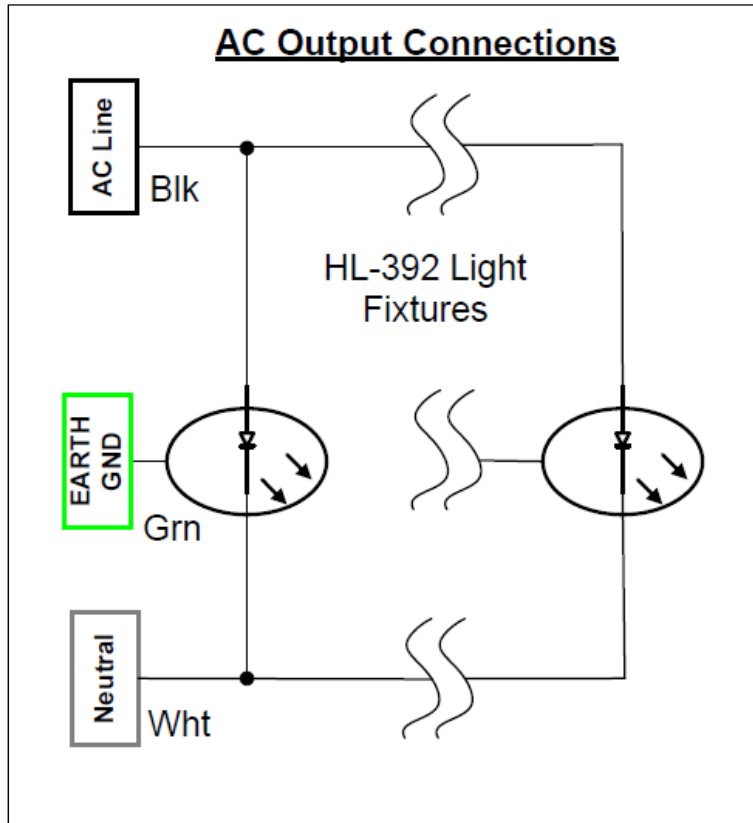 AC Output Connections
AC Line
Blk
HL-392 Light
Fixtures
EARTH
GND
Grn
Neutral
Wht